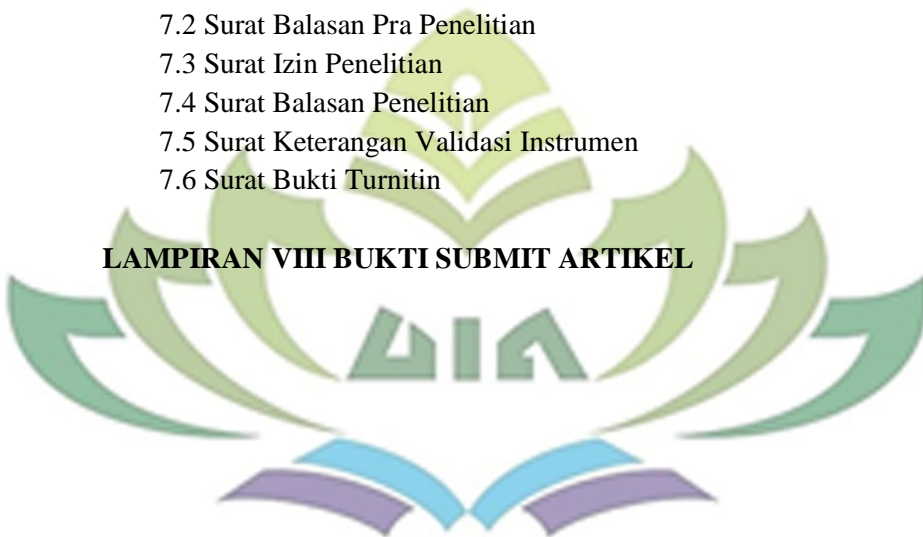 7.2 Surat Balasan Pra Penelitian
7.3 Surat Izin Penelitian
7.4 Surat Balasan Penelitian
7.5 Surat Keterangan Validasi Instrumen
7.6 Surat Bukti Turnitin
LAMPIRAN VIII BUKTI SUBMIT ARTIKEL
UIN